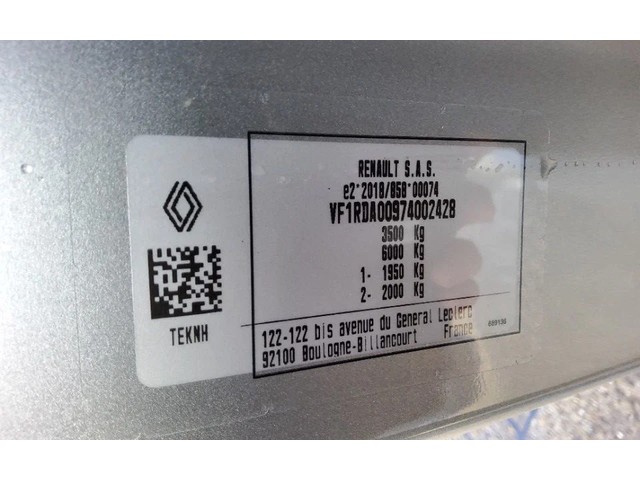 RENAULT S.A.S.
e2*2018/858*00074
VF1RDA00974002428
3500 Kg
6000 Kg
1- 1950 Kg
2- 2000 Kg
TEKNH
122-122 bis avenue du General Leclerc
92100 Boulogne-Billancourt France